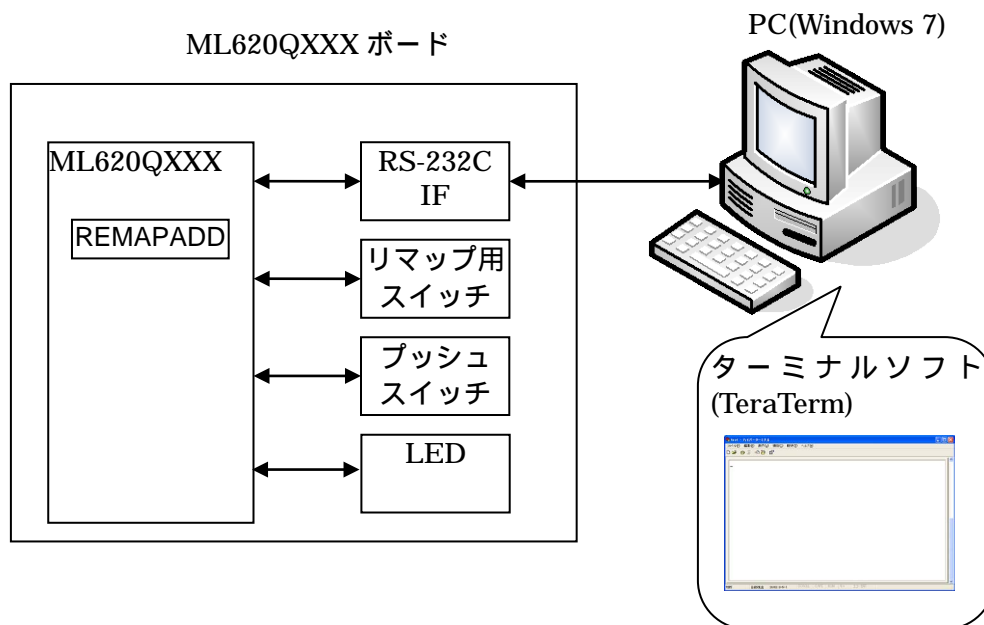 PC(Windows 7)
ML620QXXX ボード
ML620QXXX
REMAPADD
RS-232C
IF
リマップ用
スイッチ
プッシュ
スイッチ
LED
ターミナルソフト
(TeraTerm)